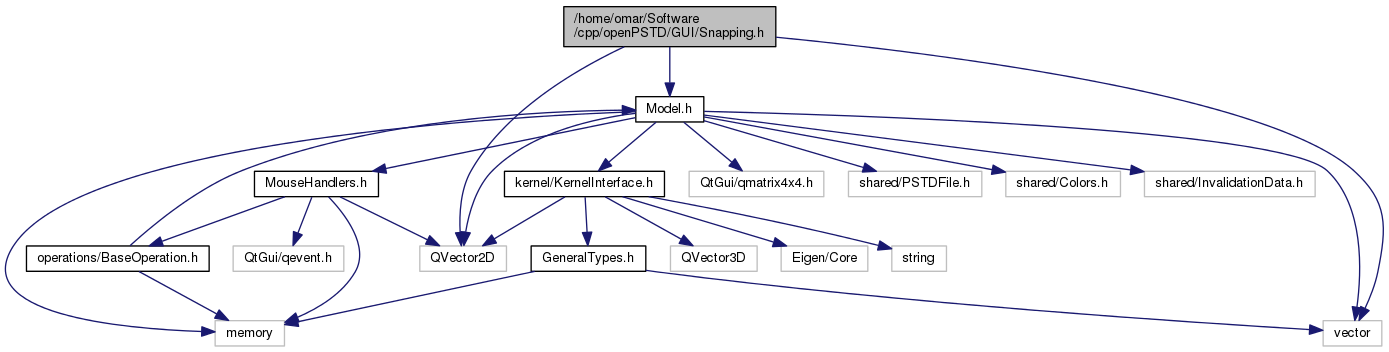 /home/omar/Software
/cpp/openPSTD/GUI/Snapping.h
Model.h
MouseHandlers.h
kernel/KernelInterface.h
QtGui/qmatrix4x4.h
shared/PSTDFile.h
shared/Colors.h
shared/InvalidationData.h
operations/BaseOperation.h
QtGui/qevent.h
QVector2D
GeneralTypes.h
QVector3D
Eigen/Core
string
memory
vector